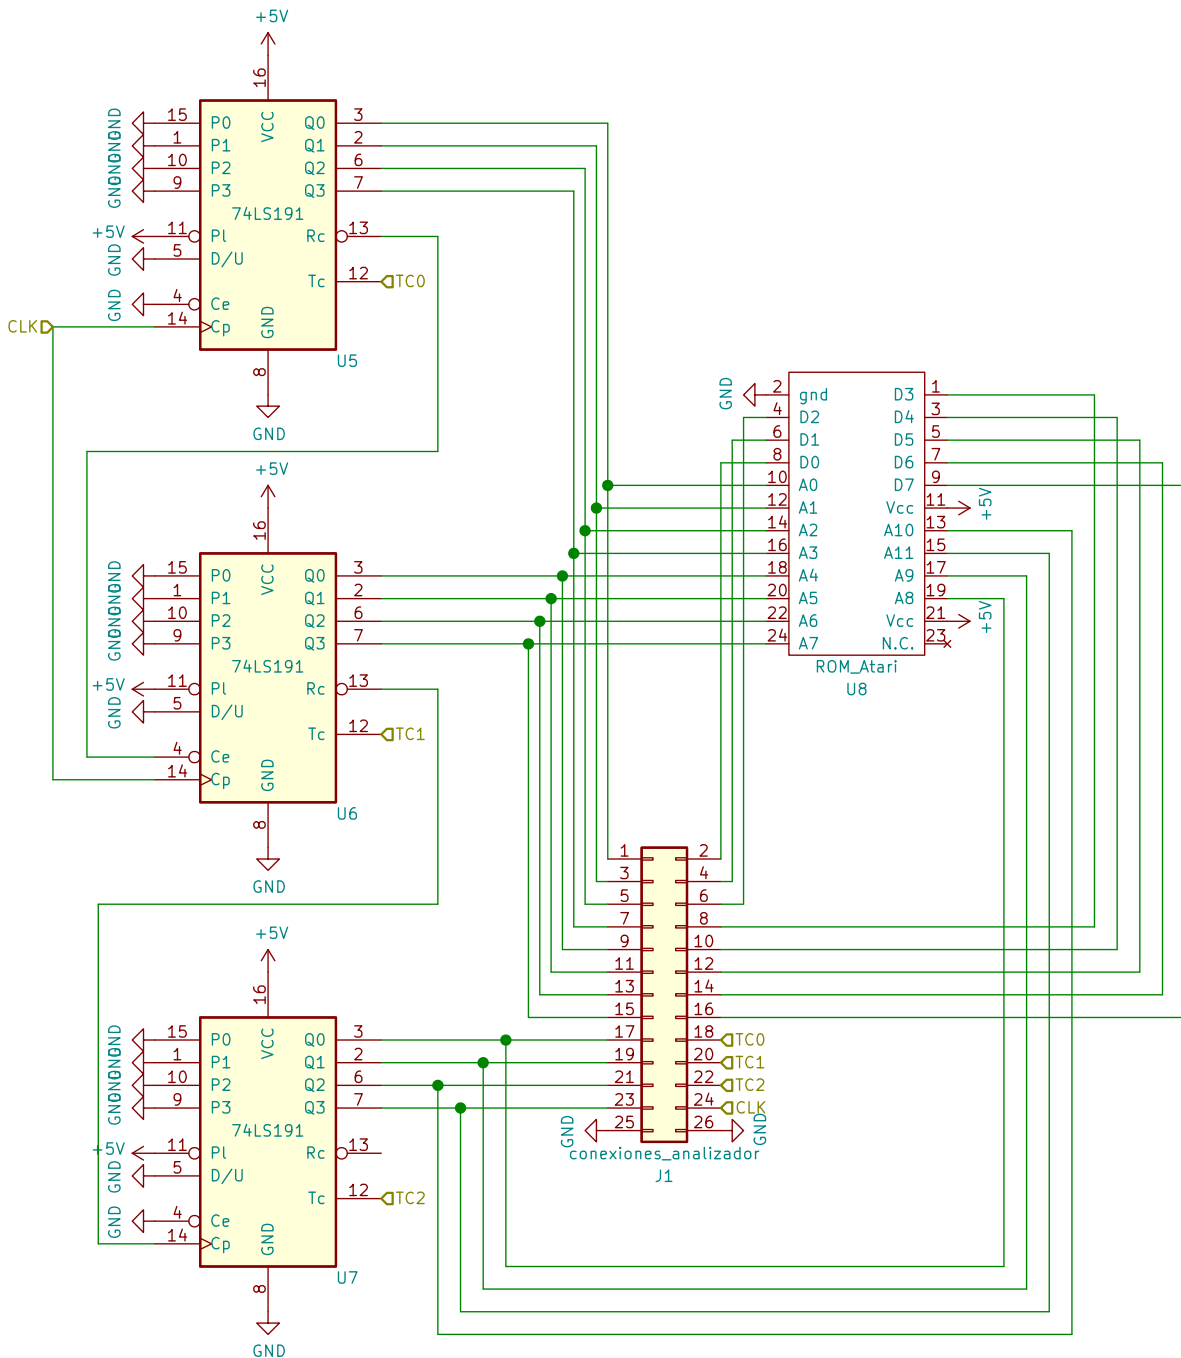 +5V
16
VCC
GND 15 P0 Q0 3
GND 1 P1 Q1 2
GND 10 P2 Q2 6
GND 9 P3 Q3 7
74LS191
+5V 11 Pl Rc 13
GND 5 D/U
Tc 12 TC0
GND 4 Ce
CLK 14 Cp
GND
U5
8
GND
+5V
16
VCC
GND 15 P0 Q0 3
GND 1 P1 Q1 2
GND 10 P2 Q2 6
GND 9 P3 Q3 7
74LS191
+5V 11 Pl Rc 13
GND 5 D/U
Tc 12 TC1
4 Ce
14 Cp
GND
U6
8
GND
+5V
16
VCC
GND 15 P0 Q0 3
GND 1 P1 Q1 2
GND 10 P2 Q2 6
GND 9 P3 Q3 7
74LS191
+5V 11 Pl Rc 13
GND 5 D/U
Tc 12 TC2
GND 4 Ce
14 Cp
GND
U7
8
GND
GND 2 gnd D3 1
4 D2 D4 3
6 D1 D5 5
8 D0 D6 7
10 A0 D7 9
12 A1 Vcc 11 +5V
14 A2 A10 13
16 A3 A11 15
18 A4 A9 17
20 A5 A8 19
22 A6 Vcc 21 +5V
24 A7 N.C. 23
ROM_Atari
U8
1 2
3 4
5 6
7 8
9 10
11 12
13 14
15 16
17 18 TC0
19 20 TC1
21 22 TC2
23 24 CLK
GND 25 26 GND
conexiones_analizador
J1